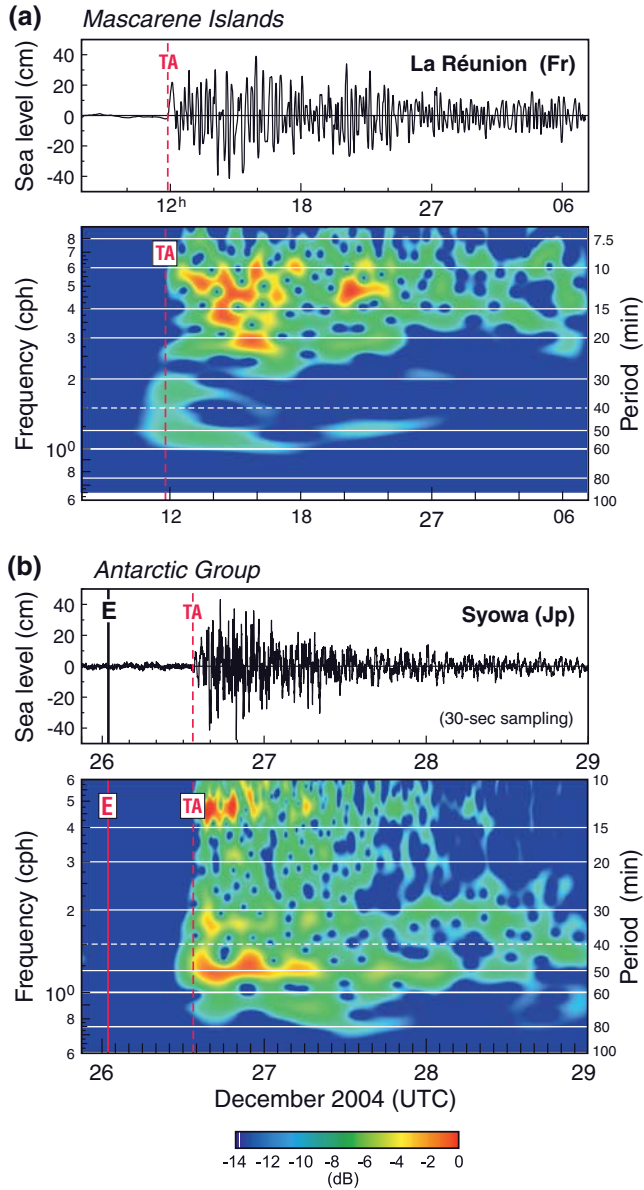 (a) Mascarene Islands
La Réunion (Fr)
TA
Sea level (cm)
40
20
0
-20
-40
12h 18 27 06
TA
Frequency (cph)
8
7
6
5
4
3
2
10⁰
8
6
Period (min)
7.5
10
15
20
30
40
50
60
80
100
12 18 27 06
(b) Antarctic Group
E
TA
Syowa (Jp)
Sea level (cm)
40
20
0
-20
-40
(30-sec sampling)
26 27 28 29
E
TA
Frequency (cph)
6
5
4
3
2
10⁰
8
6
Period (min)
10
15
20
30
40
50
60
80
100
26 27 28 29
December 2004 (UTC)
-14 -12 -10 -8 -6 -4 -2 0
(dB)